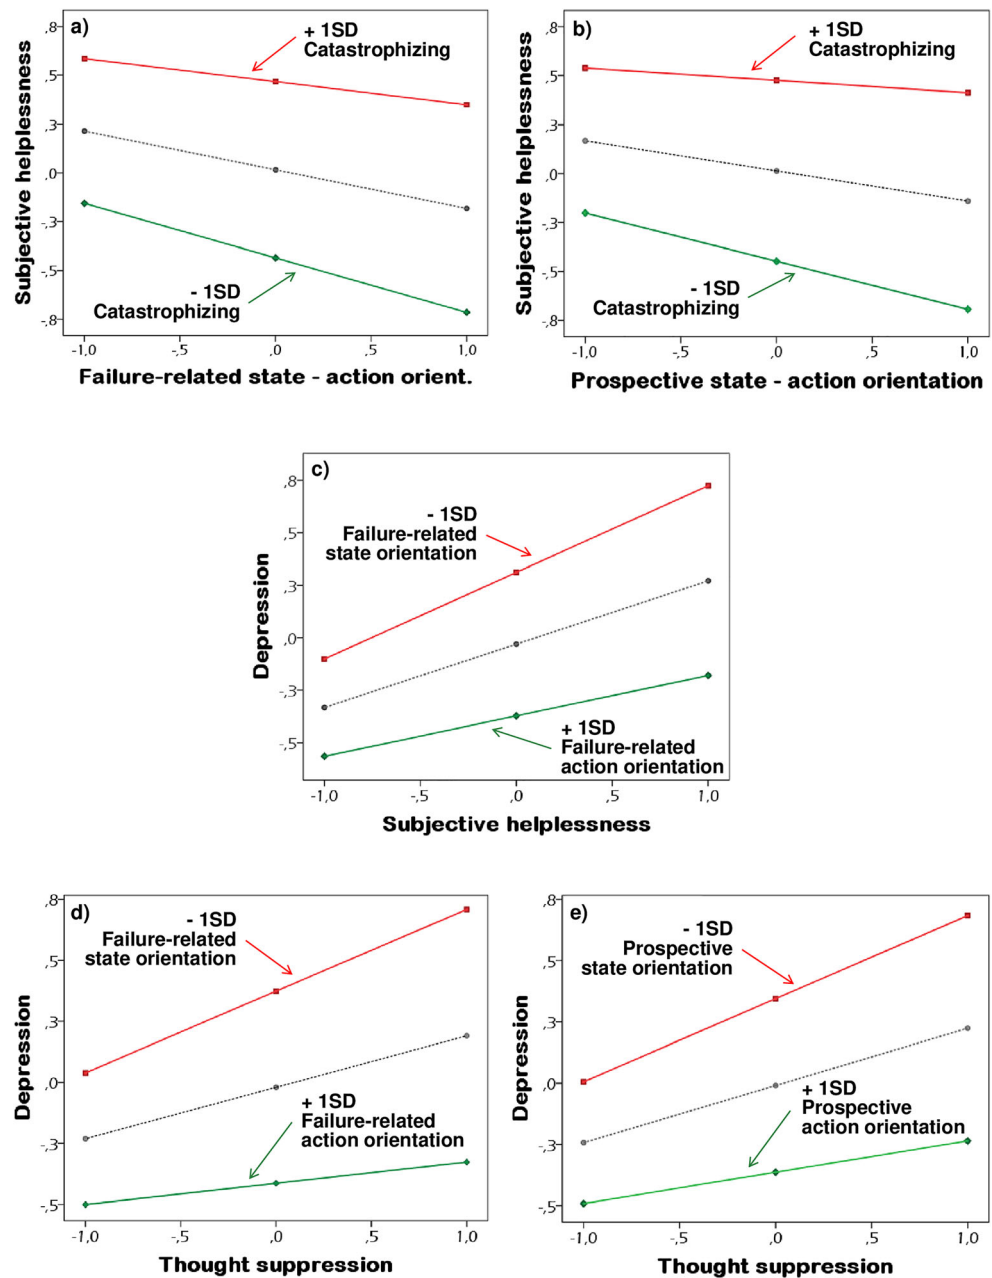 a)
+ 1SD
Catastrophizing
Subjective helplessness
,8
,5
,3
,0
-,3
-,5
-,8
- 1SD
Catastrophizing
-1,0 -,5 ,0 ,5 1,0
Failure-related state - action orient.
b)
+ 1SD
Catastrophizing
Subjective helplessness
,8
,5
,3
,0
-,3
-,5
-,8
- 1SD
Catastrophizing
-1,0 -,5 ,0 ,5 1,0
Prospective state - action orientation
c)
- 1SD
Failure-related
state orientation
Depression
,8
,5
,3
,0
-,3
-,5
+ 1SD
Failure-related
action orientation
-1,0 -,5 ,0 ,5 1,0
Subjective helplessness
d)
- 1SD
Failure-related
state orientation
Depression
,8
,5
,3
,0
-,3
-,5
+ 1SD
Failure-related
action orientation
-1,0 -,5 ,0 ,5 1,0
Thought suppression
e)
- 1SD
Prospective
state orientation
Depression
,8
,5
,3
,0
-,3
-,5
+ 1SD
Prospective
action orientation
-1,0 -,5 ,0 ,5 1,0
Thought suppression